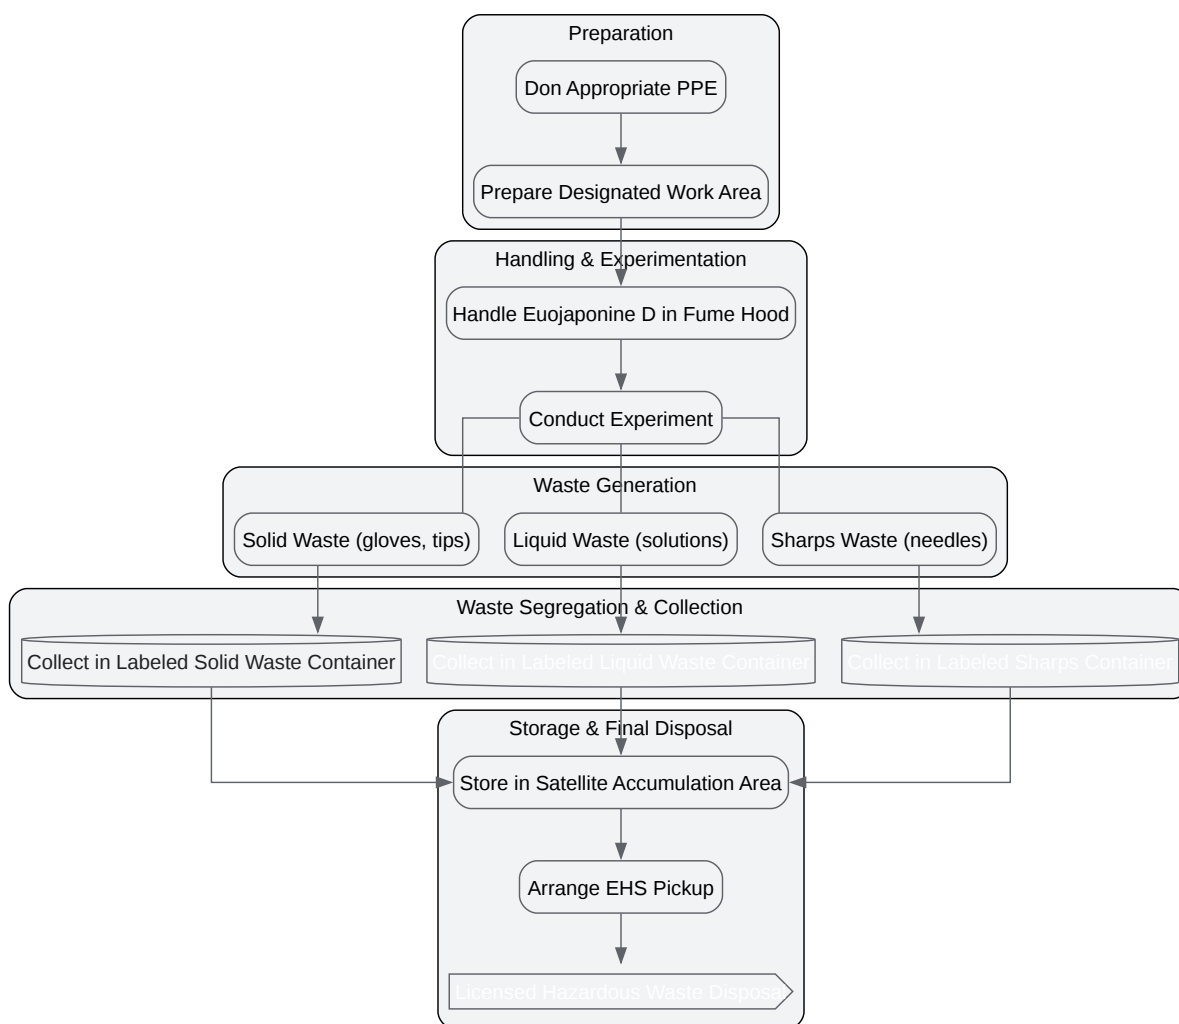 Preparation
Don Appropriate PPE
Prepare Designated Work Area
Handling & Experimentation
Handle Euojaponine D in Fume Hood
Conduct Experiment
Waste Generation
Solid Waste (gloves, tips)
Liquid Waste (solutions)
Sharps Waste (needles)
Waste Segregation & Collection
Collect in Labeled Solid Waste Container
Collect in Labeled Liquid Waste Container
Collect in Labeled Sharps Container
Storage & Final Disposal
Store in Satellite Accumulation Area
Arrange EHS Pickup
Licensed Hazardous Waste Disposal